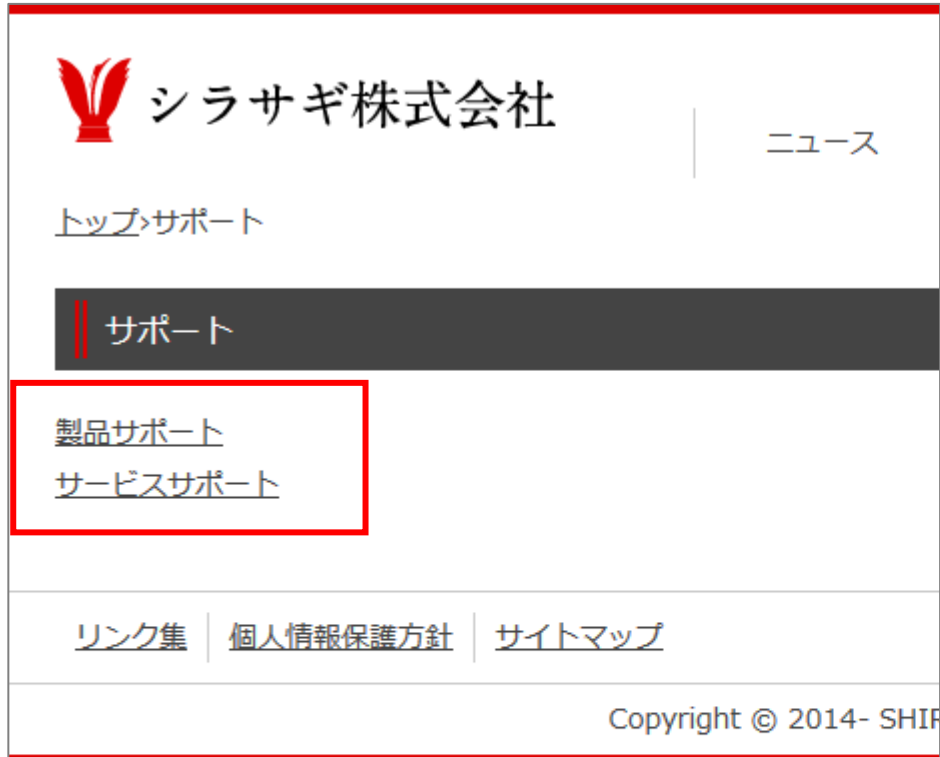 シラサギ株式会社
ニュース
トップ›サポート
サポート
製品サポート
サービスサポート
リンク集 個人情報保護方針 サイトマップ
Copyright © 2014-